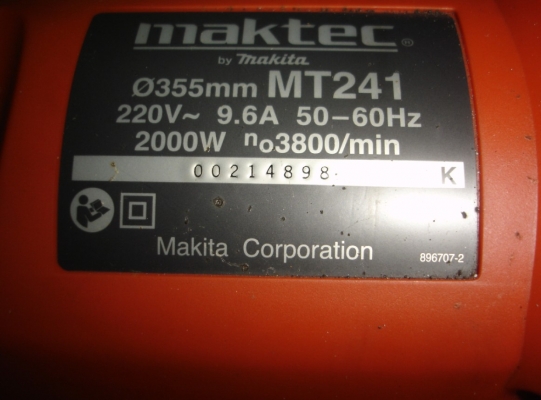 maktec®
by makita
Ø355mm MT241
220V~ 9.6A 50–60Hz
2000W no3800/min
00214898 K
Makita Corporation 896707-2